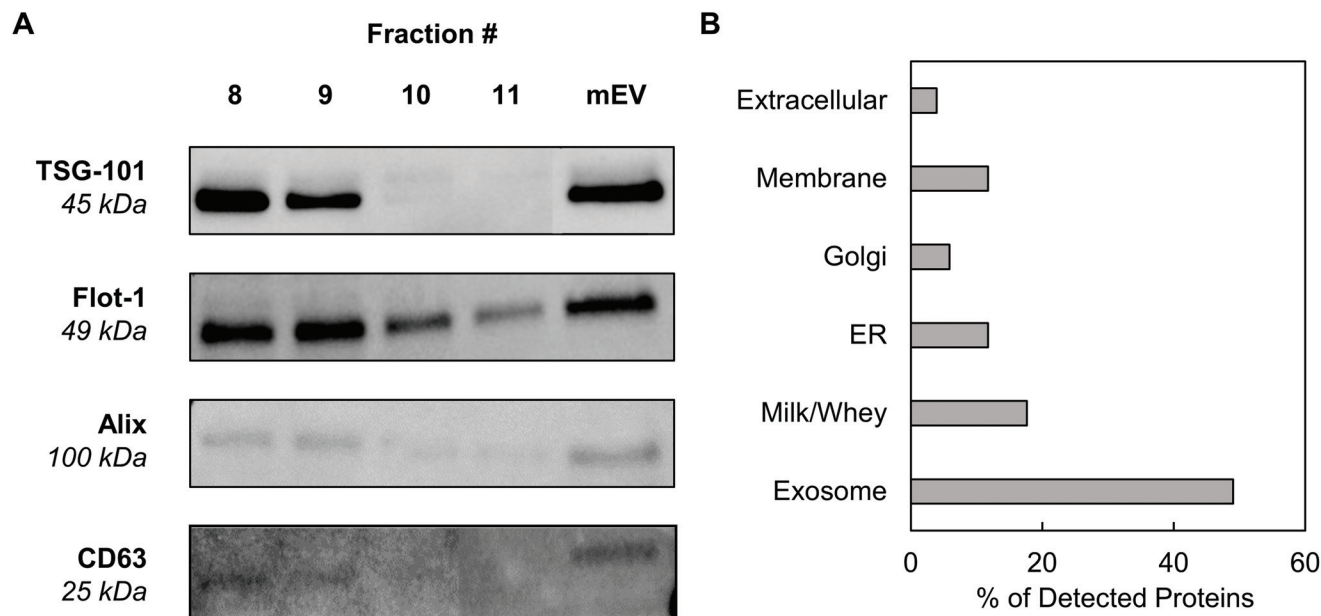 A
Fraction #
8 9 10 11 mEV
TSG-101
45 kDa
Flot-1
49 kDa
Alix
100 kDa
CD63
25 kDa
B
Extracellular
Membrane
Golgi
ER
Milk/Whey
Exosome
0 20 40 60
% of Detected Proteins